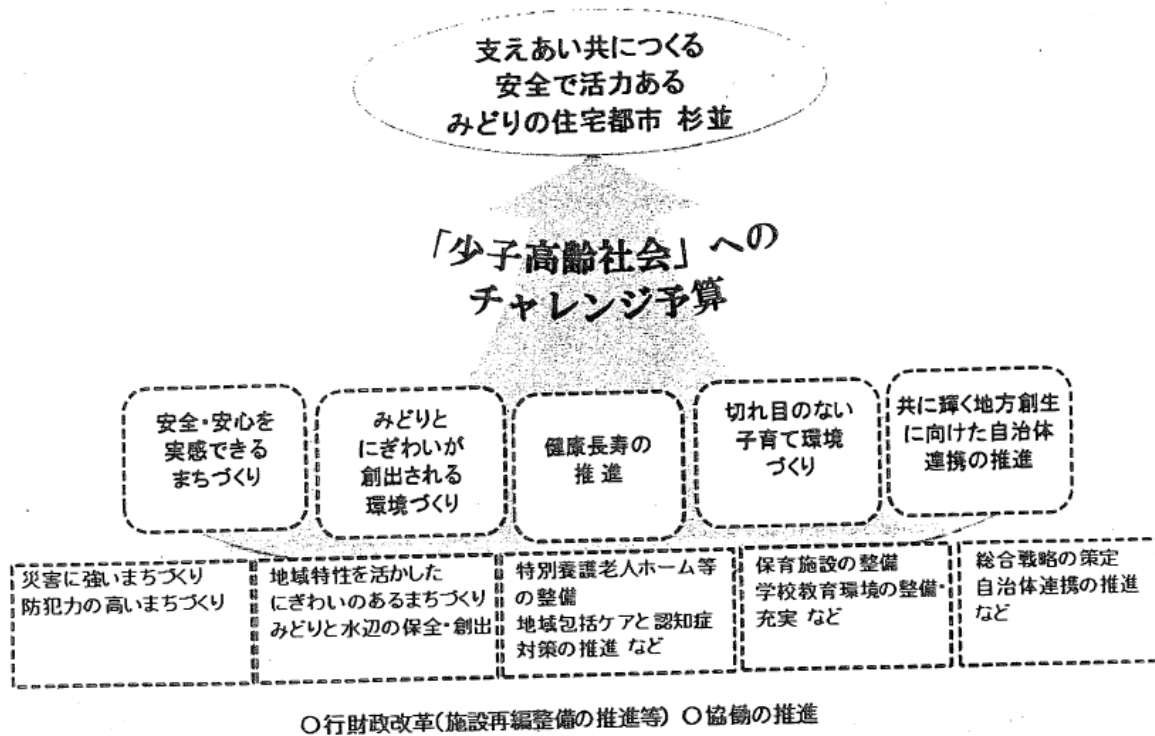 支えあい共につくる
安全で活力ある
みどりの住宅都市 杉並
「少子高齢社会」への
チャレンジ予算
安全・安心を
実感できる
まちづくり
みどりと
にぎわいが
創出される
環境づくり
健康長寿の
推進
切れ目のない
子育て環境
づくり
共に輝く地方創生
に向けた自治体
連携の推進
災害に強いまちづくり
防犯力の高いまちづくり
地域特性を活かした
にぎわいのあるまちづくり
みどりと水辺の保全・創出
特別養護老人ホーム等
の整備
地域包括ケアと認知症
対策の推進 など
保育施設の整備
学校教育環境の整備・
充実 など
総合戦略の策定
自治体連携の推進
など
○行財政改革(施設再編整備の推進等) ○協働の推進